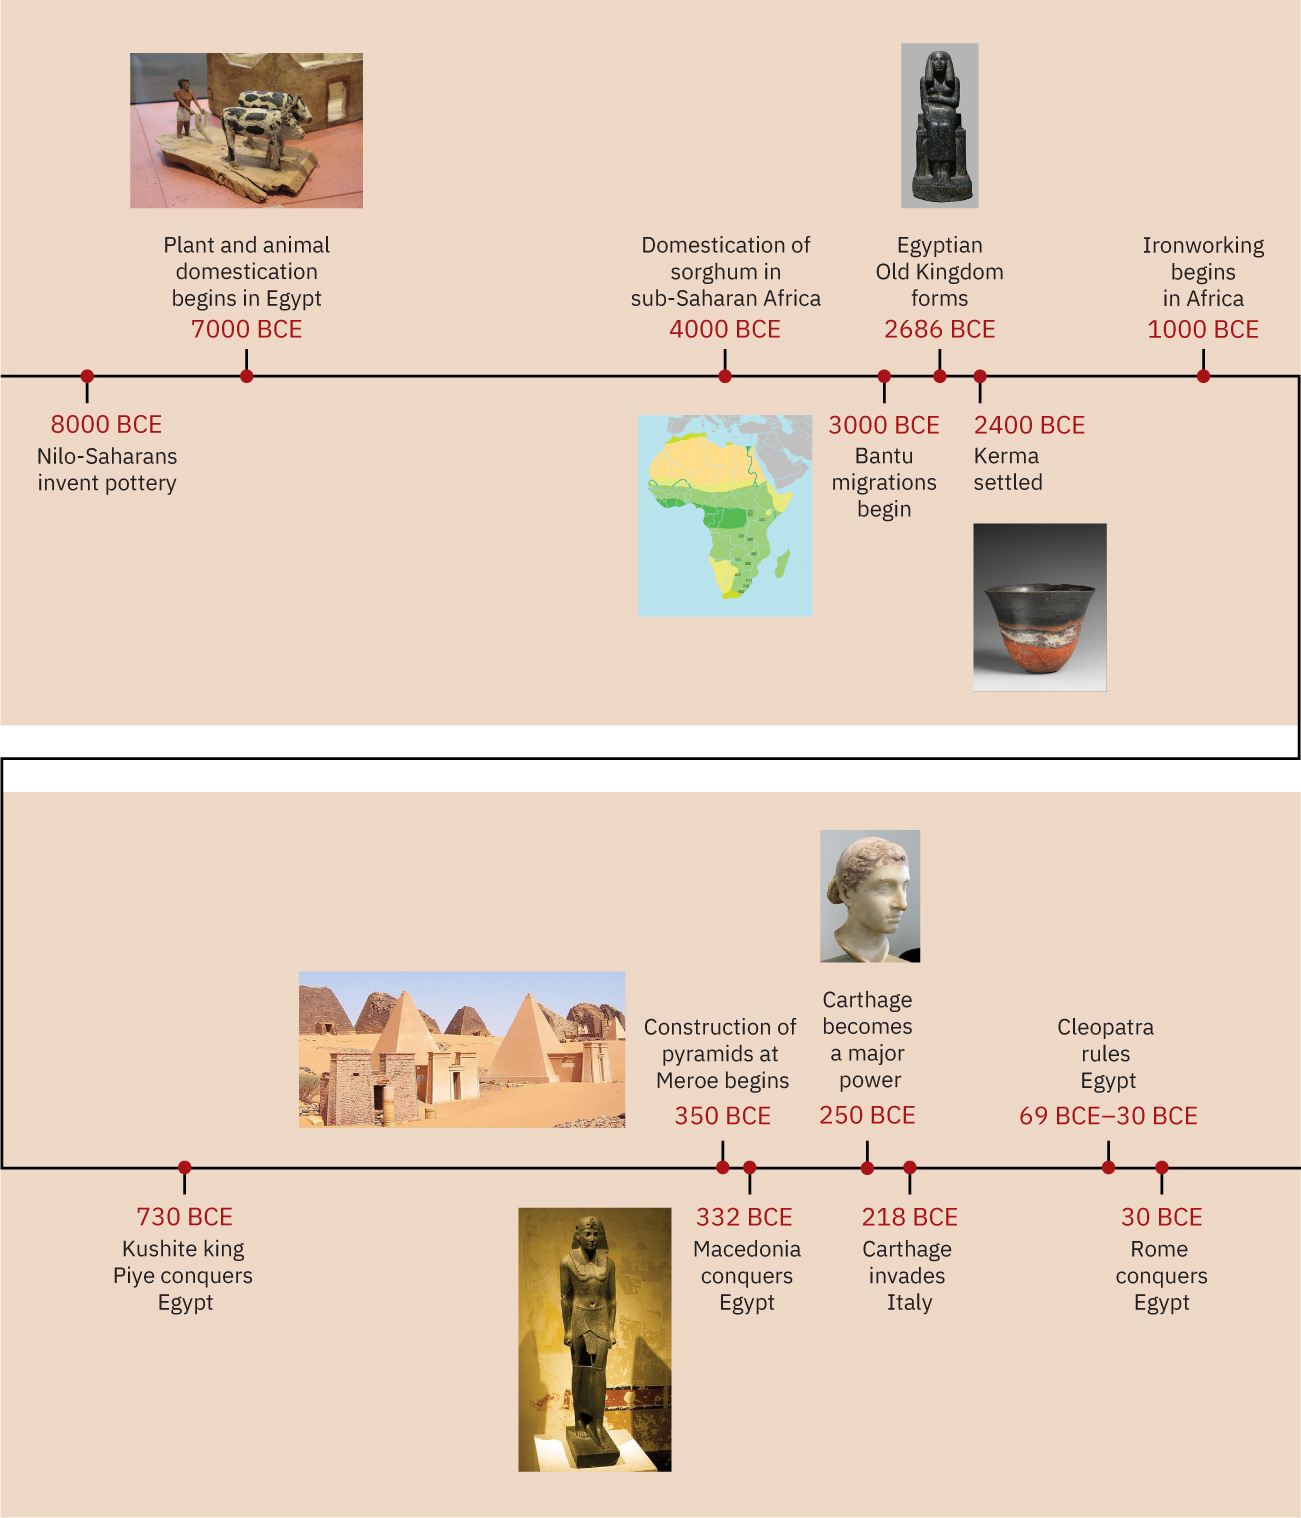 Plant and animal
domestication
begins in Egypt
7000 BCE
Domestication of
sorghum in
sub-Saharan Africa
4000 BCE
Egyptian
Old Kingdom
forms
2686 BCE
Ironworking
begins
in Africa
1000 BCE
8000 BCE
Nilo-Saharans
invent pottery
3000 BCE
Bantu
migrations
begin
2400 BCE
Kerma
settled
Construction of
pyramids at
Meroe begins
350 BCE
Carthage
becomes
a major
power
250 BCE
Cleopatra
rules
Egypt
69 BCE–30 BCE
730 BCE
Kushite king
Piye conquers
Egypt
332 BCE
Macedonia
conquers
Egypt
218 BCE
Carthage
invades
Italy
30 BCE
Rome
conquers
Egypt